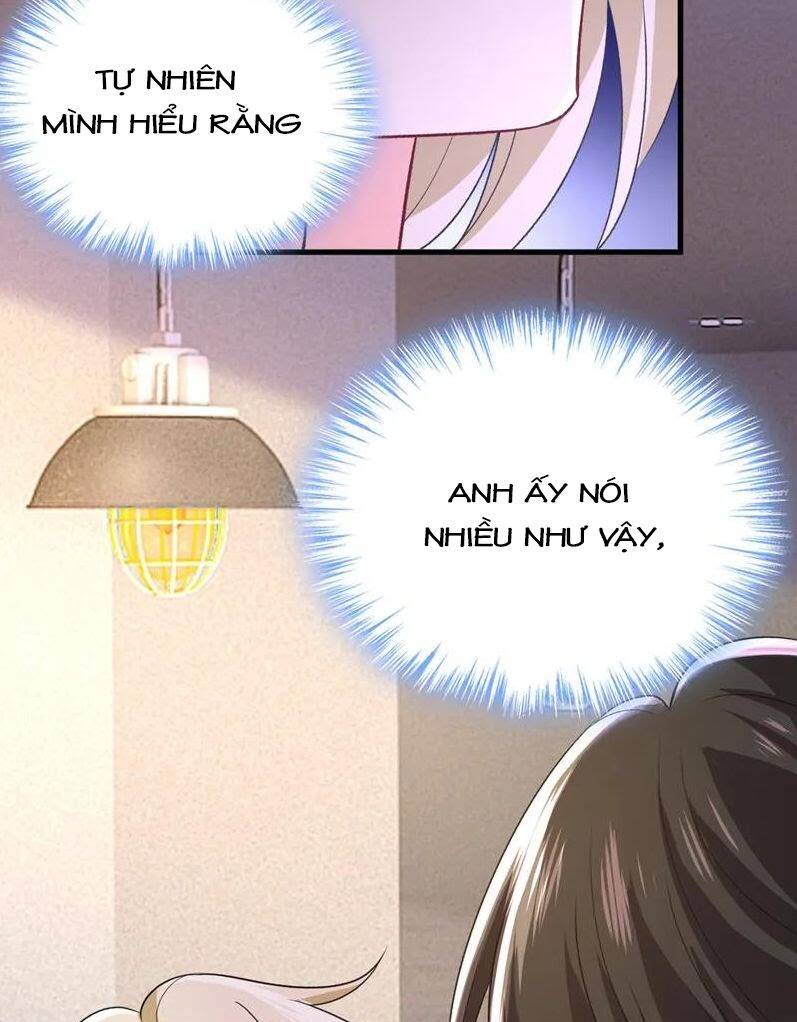 TỰ NHIÊN
MÌNH HIỂU RẰNG
ANH ẤY NÓI
NHIỀU NHƯ VẬY,